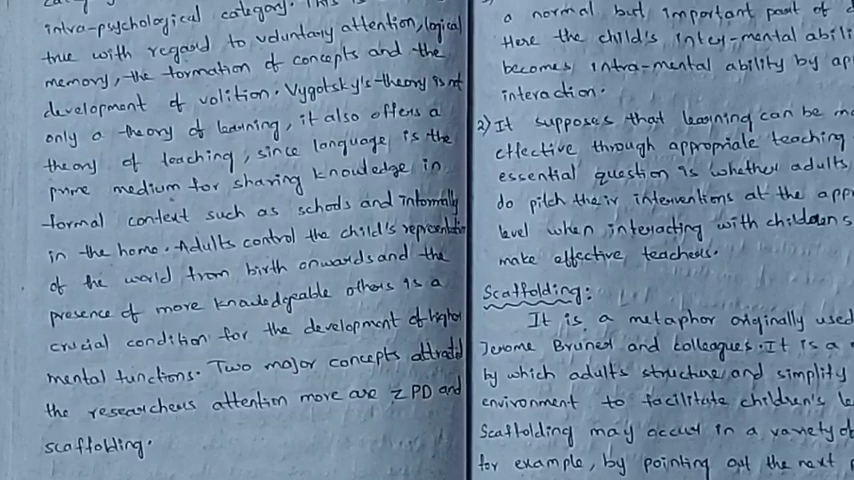 intra-psychological category. This is
true with regard to voluntary attention, logical
memory, the formation of concepts and the
development of volition. Vygotsky's theory is not
only a theory of learning, it also offers a
theory of teaching, since language is the
prime medium for sharing knowledge in
formal context such as schools and informally
in the home. Adults control the child's representation
of the world from birth onwards and the
presence of more knowledgeable others is a
crucial condition for the development of higher
mental functions. Two major concepts attracted
the researchers attention more are ZPD and
scaffolding.
a normal but important part of
Here the child's inter-mental abili
becomes intra-mental ability by ap
interaction.
2) It supposes that learning can be m
effective through appropriate teaching
essential question is whether adults
do pitch their interventions at the app
level when interacting with children s
make effective teachers.
Scaffolding:
It is a metaphor originally used
Jerome Bruner and colleagues. It is a
by which adults structure and simplify
environment to facilitate children's le
Scaffolding may occur in a variety of
for example, by pointing out the next